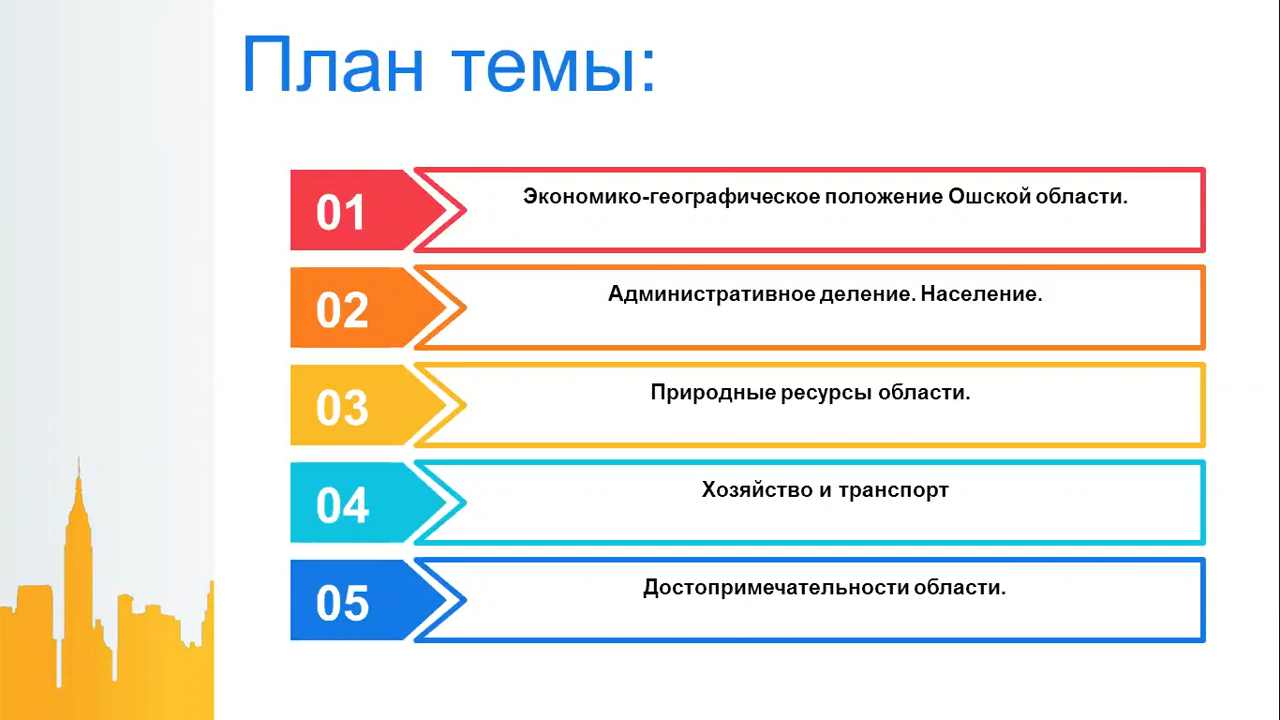 План темы:
01
Экономико-географическое положение Ошской области.
02
Административное деление. Население.
03
Природные ресурсы области.
04
Хозяйство и транспорт
05
Достопримечательности области.